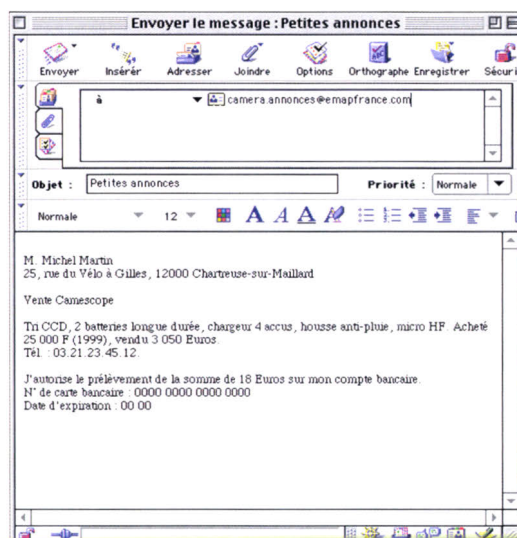 Envoyer le message : Petites annonces
Envoyer Insérer Adresser Joindre Options Orthographe Enregistrer Sécuri
à camera.annonces@emapfrance.com
Objet : Petites annonces Priorité : Normale
Normale 12 A A A
M. Michel Martin
25, rue du Vélo à Gilles, 12000 Chartreuse-sur-Maillard
Vente Camescope
Tri CCD, 2 batteries longue durée, chargeur 4 accus, housse anti-pluie, micro HF. Acheté
25 000 F (1999), vendu 3 050 Euros.
Tél. : 03.21.23.45.12.
J'autorise le prélèvement de la somme de 18 Euros sur mon compte bancaire.
N° de carte bancaire : 0000 0000 0000 0000
Date d'expiration : 00 00